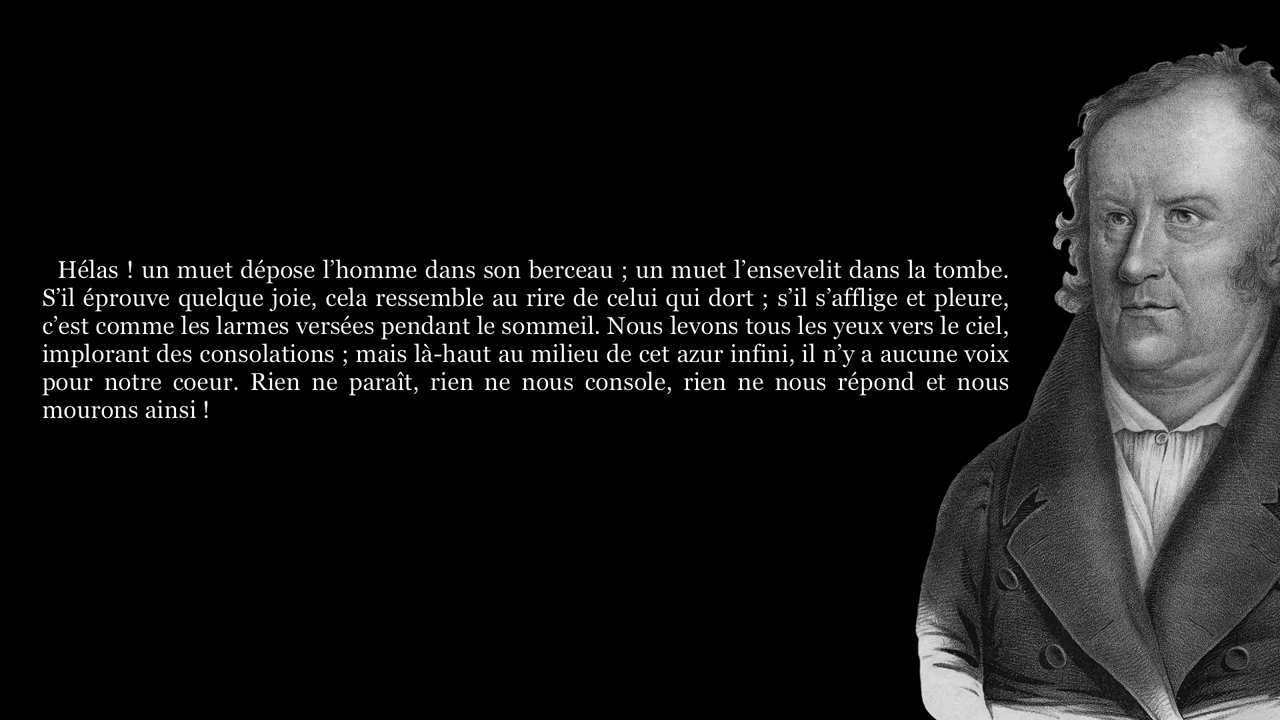 Hélas ! un muet dépose l’homme dans son berceau ; un muet l’ensevelit dans la tombe.
S’il éprouve quelque joie, cela ressemble au rire de celui qui dort ; s’il s’afflige et pleure,
c’est comme les larmes versées pendant le sommeil. Nous levons tous les yeux vers le ciel,
implorant des consolations ; mais là-haut au milieu de cet azur infini, il n’y a aucune voix
pour notre coeur. Rien ne paraît, rien ne nous console, rien ne nous répond et nous
mourons ainsi !